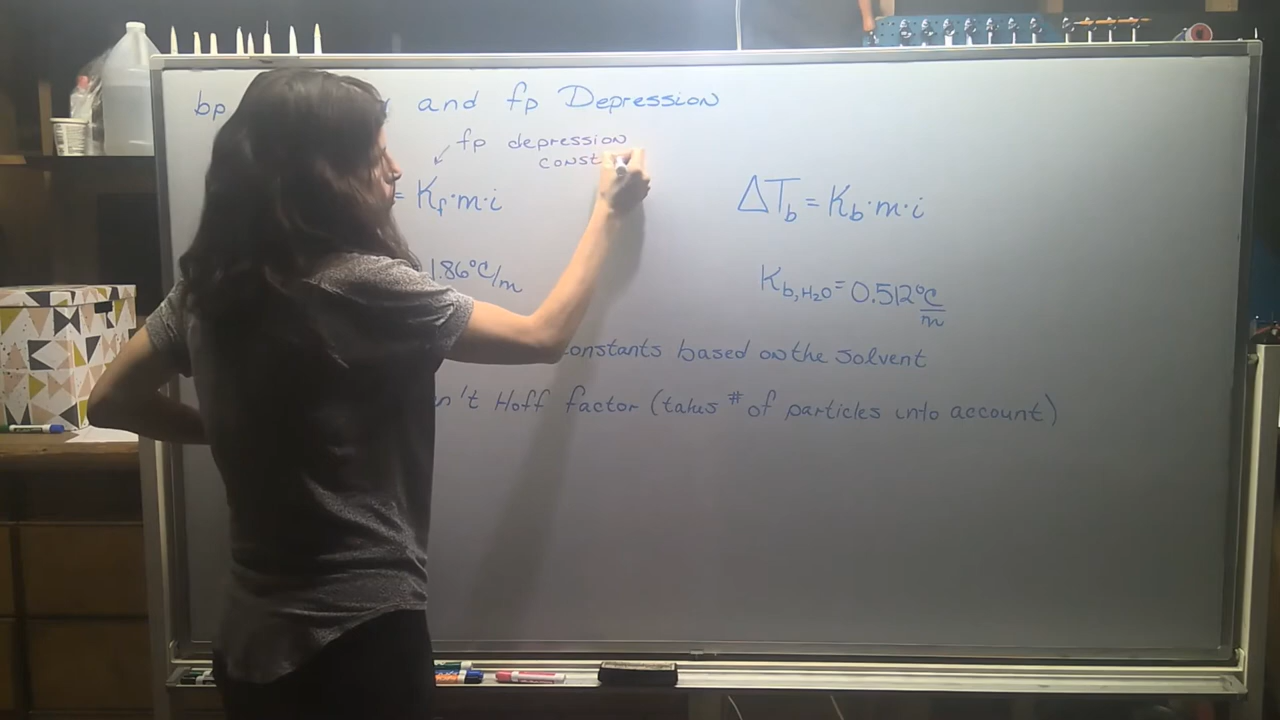 bp and fp Depression
fp depression
const
= Kf·m·i
ΔTb = Kb·m·i
1.86°C/m
Kb,H2O = 0.512°C/m
constants based on the solvent
n't Hoff factor (takes # of particles into account)